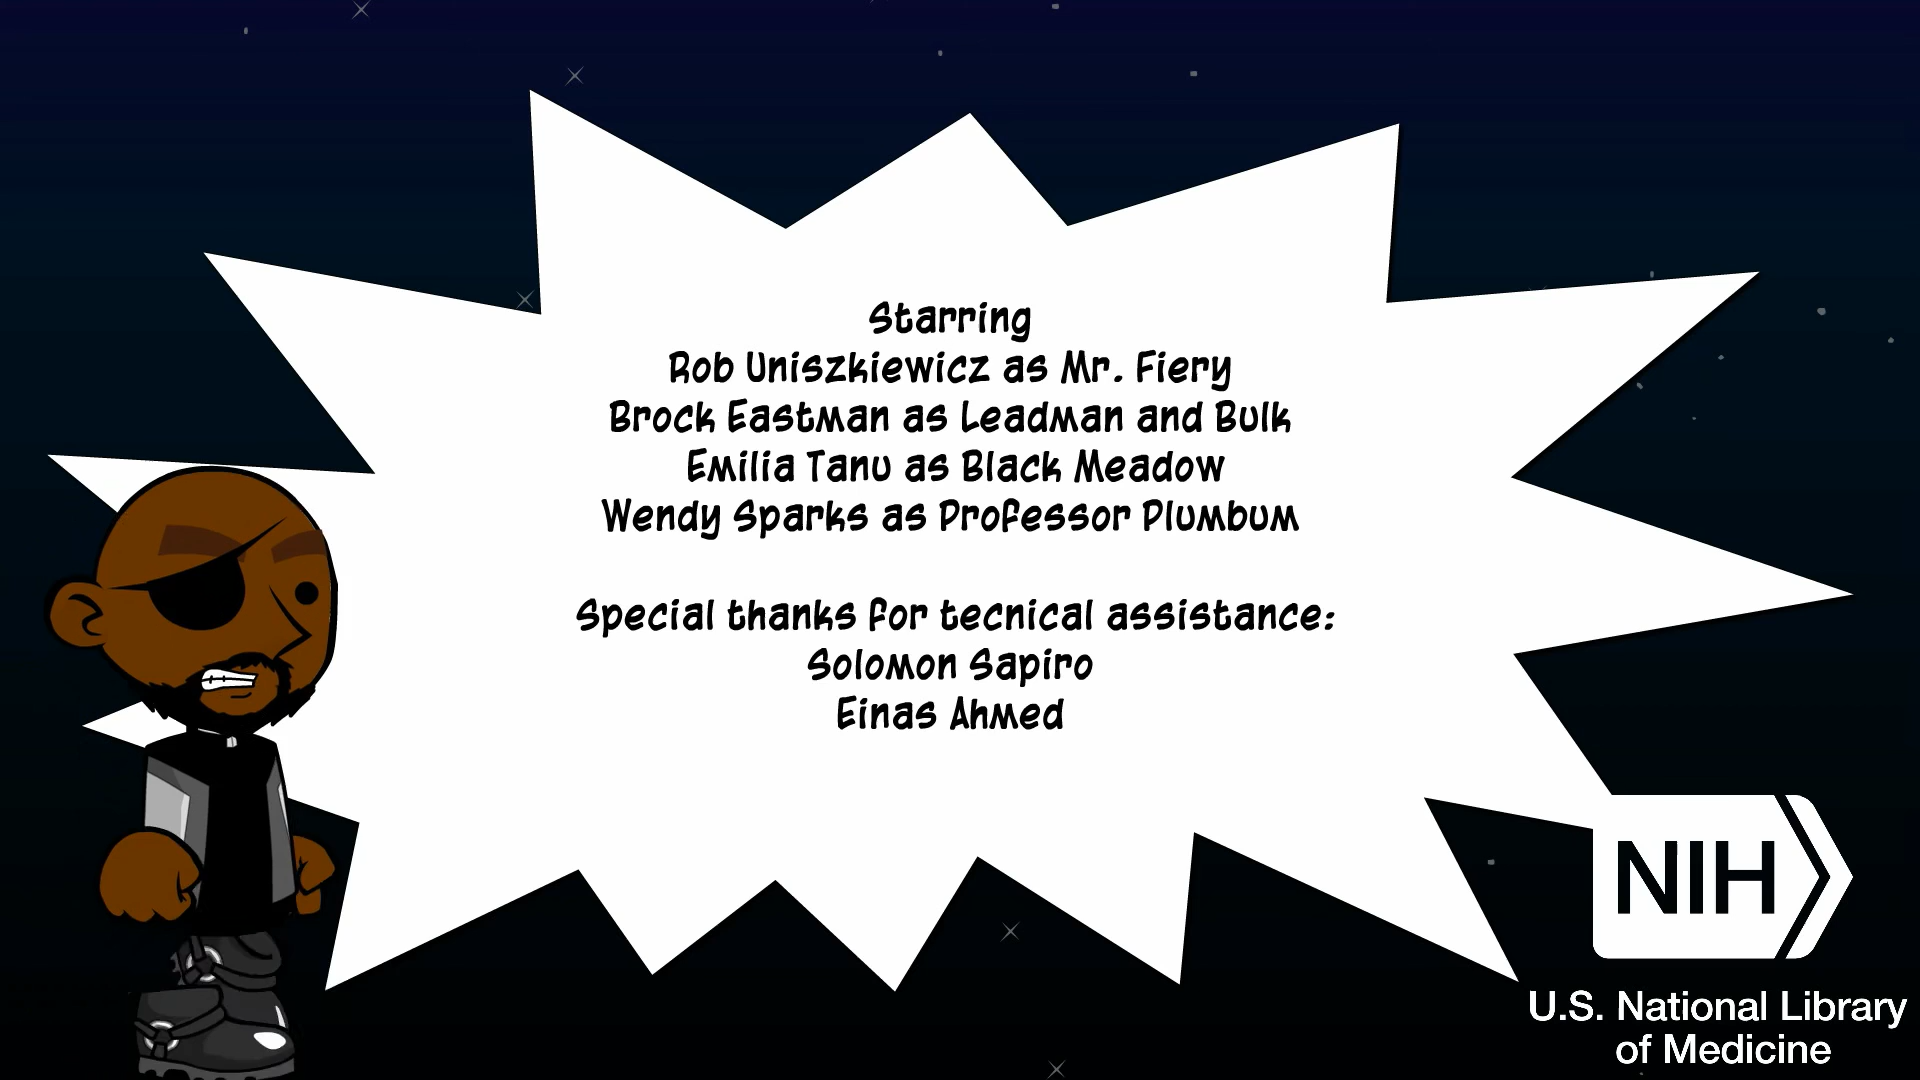 Starring
Rob Uniszkiewicz as Mr. Fiery
Brock Eastman as Leadman and Bulk
Emilia Tanu as Black Meadow
Wendy Sparks as Professor Plumbum
Special thanks for tecnical assistance:
Solomon Sapiro
Einas Ahmed
NIH
U.S. National Library
of Medicine